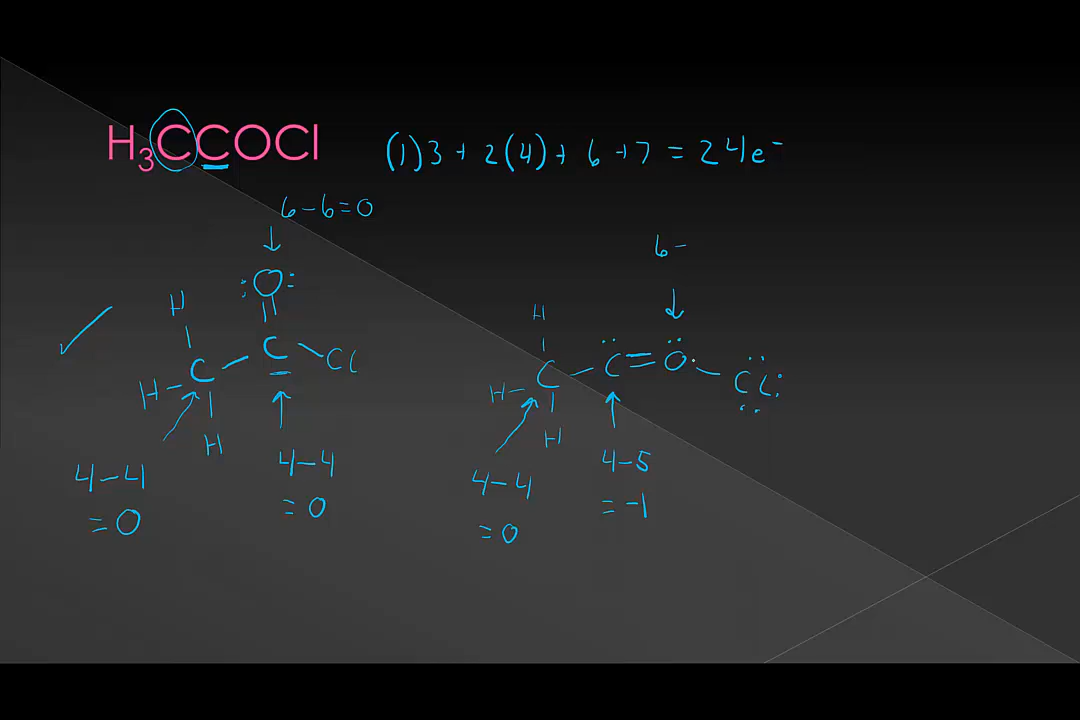 H3CCOCl (1)3 + 2(4) + 6 + 7 = 24e-
6-6=0
↓
:O:
||
H
C - C - Cl
H - H
4-4
=0
4-4
=0
6-
↓
H
C - C = O - Cl
H - H
4-4
=0
4-5
=-1